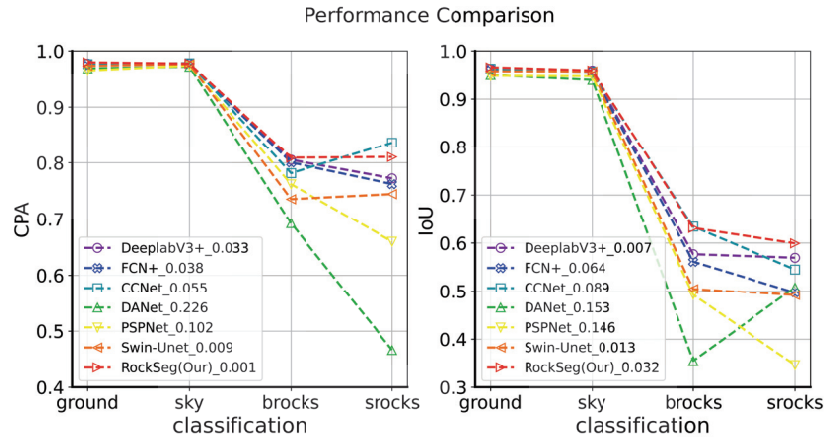 Performance Comparison
1.0
0.9
0.8
0.7
0.6
0.5
0.4
CPA
DeeplabV3+_0.033
FCN+_0.038
CCNet_0.055
DANet_0.226
PSPNet_0.102
Swin-Unet_0.009
RockSeg(Our)_0.001
ground
sky
brocks
srocks
classification
1.0
0.9
0.8
0.7
0.6
0.5
0.4
0.3
IoU
DeeplabV3+_0.007
FCN+_0.064
CCNet_0.089
DANet_0.153
PSPNet_0.146
Swin-Unet_0.013
RockSeg(Our)_0.032
ground
sky
brocks
srocks
classification